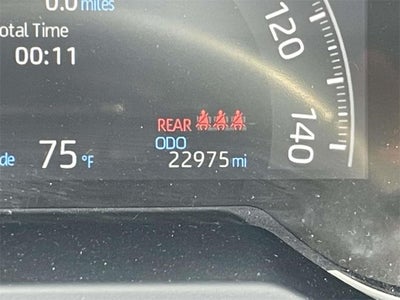 0.0 miles
otal Time
00:11
120
140
REAR
ODO
de 75 °F
22975 mi